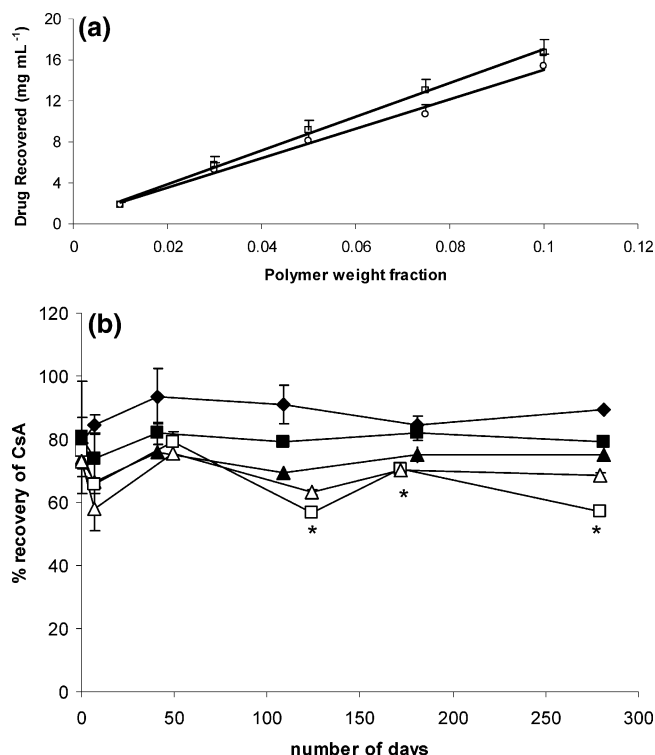 (a)
20
16
12
8
4
0
Drug Recovered (mg mL⁻¹)
0 0.02 0.04 0.06 0.08 0.1 0.12
Polymer weight fraction
(b)
120
100
80
60
40
20
0
% recovery of CsA
* * *
0 50 100 150 200 250 300
number of days